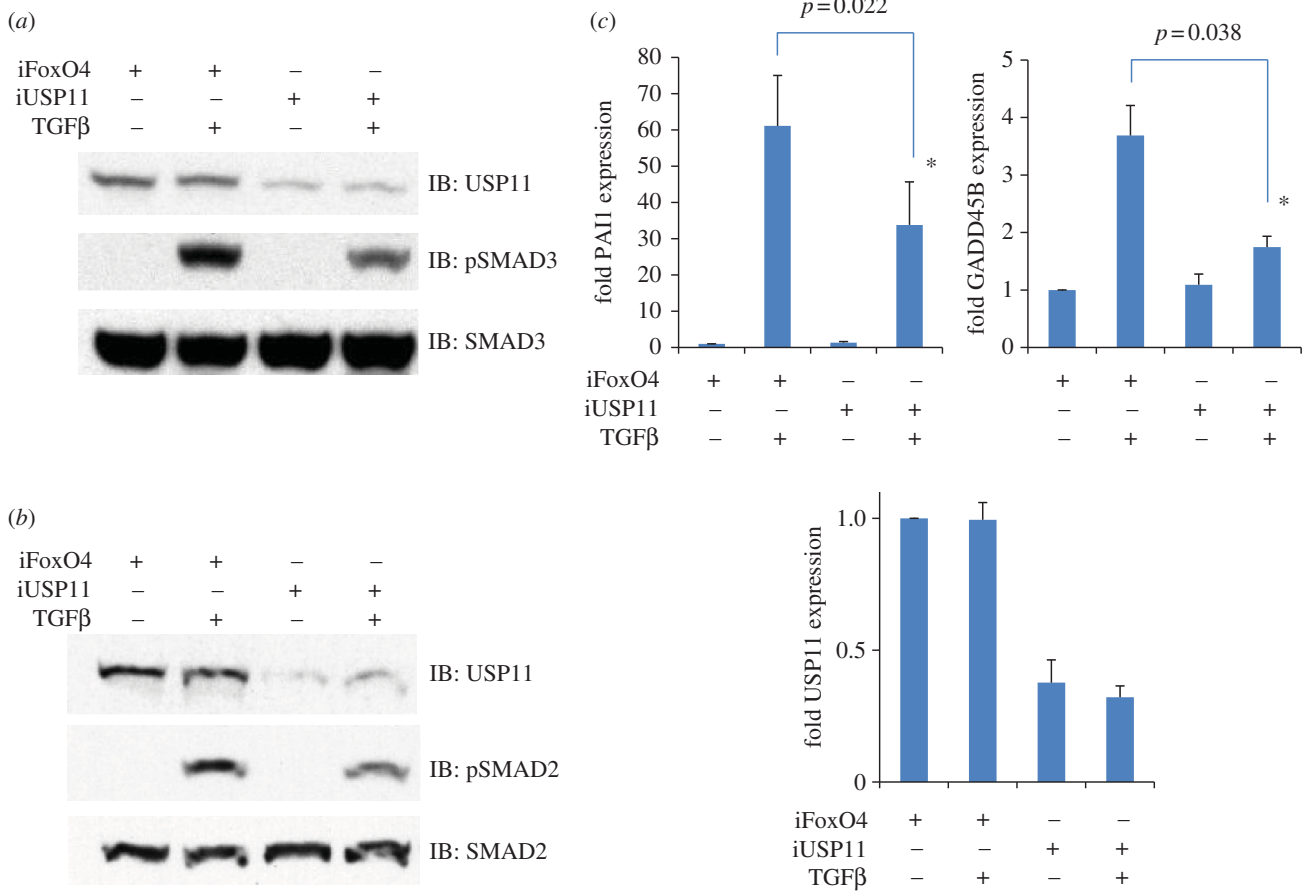 (a)
iFoxO4 + + – –
iUSP11 – – + +
TGFβ – + – +
IB: USP11
IB: pSMAD3
IB: SMAD3
(b)
iFoxO4 + + – –
iUSP11 – – + +
TGFβ – + – +
IB: USP11
IB: pSMAD2
IB: SMAD2
(c)
p = 0.022
fold PAI1 expression
80
70
60
50
40
30
20
10
0
*
iFoxO4 + + – –
iUSP11 – – + +
TGFβ – + – +
p = 0.038
fold GADD45B expression
5
4
3
2
1
0
*
+ + – –
– – + +
– + – +
fold USP11 expression
1.0
0.5
0
iFoxO4 + + – –
iUSP11 – – + +
TGFβ – + – +